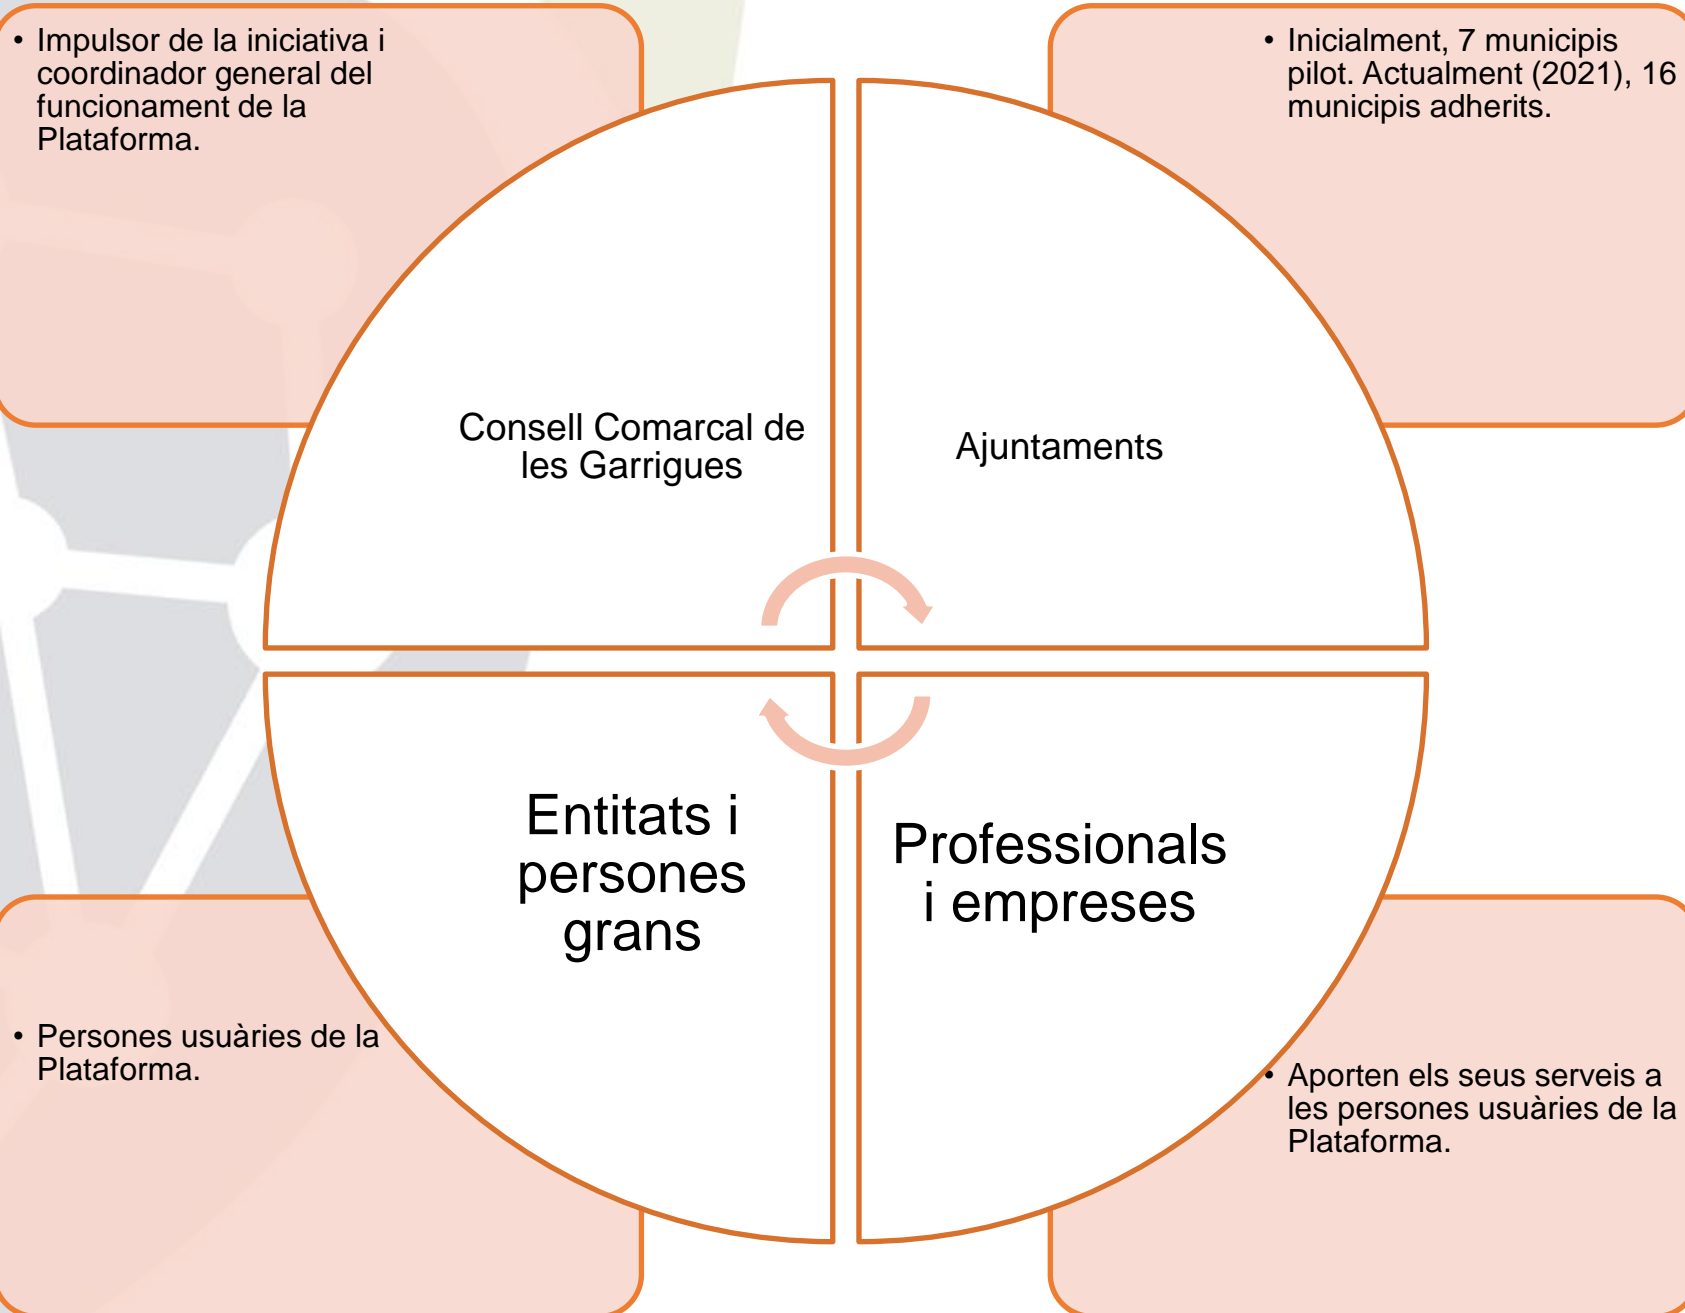 • Impulsor de la iniciativa i
coordinador general del
funcionament de la
Plataforma.
• Inicialment, 7 municipis
pilot. Actualment (2021), 16
municipis adherits.
Consell Comarcal de
les Garrigues
Ajuntaments
Entitats i
persones
grans
Professionals
i empreses
• Persones usuàries de la
Plataforma.
• Aporten els seus serveis a
les persones usuàries de la
Plataforma.